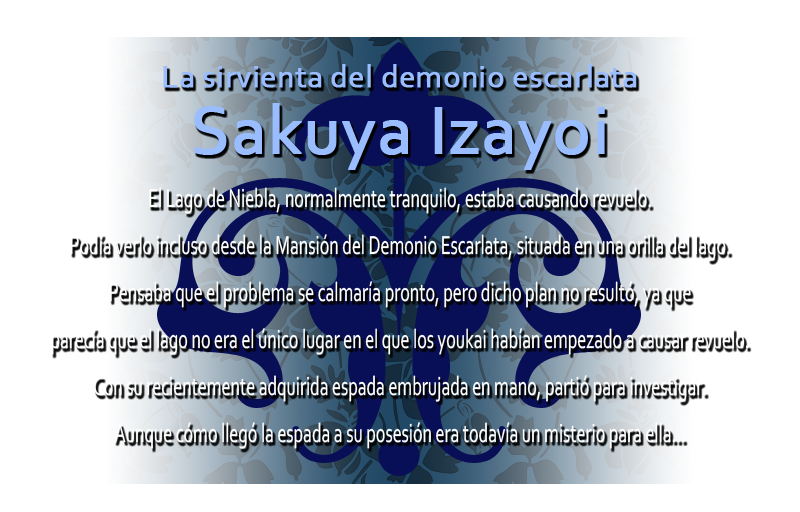 La sirvienta del demonio escarlata
Sakuya Izayoi
El Lago de Niebla, normalmente tranquilo, estaba causando revuelo.
Podía verlo incluso desde la Mansión del Demonio Escarlata, situada en una orilla del lago.
Pensaba que el problema se calmaría pronto, pero dicho plan no resultó, ya que
parecía que el lago no era el único lugar en el que los youkai habían empezado a causar revuelo.
Con su recientemente adquirida espada embrujada en mano, partió para investigar.
Aunque cómo llegó la espada a su posesión era todavía un misterio para ella...